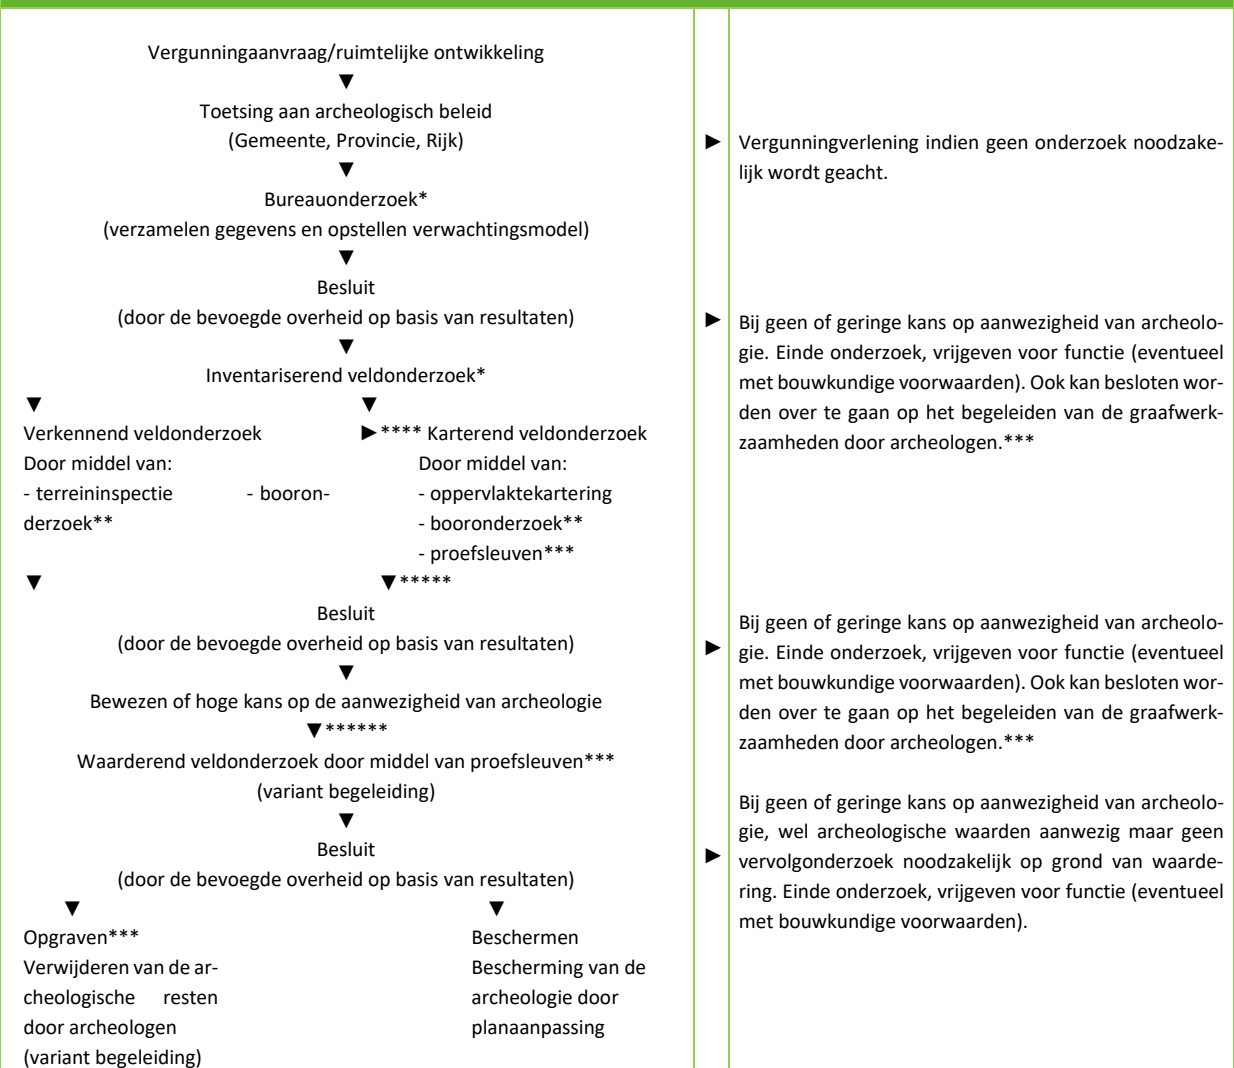 Vergunningaanvraag/ruimtelijke ontwikkeling
▼
Toetsing aan archeologisch beleid
(Gemeente, Provincie, Rijk)
▼
Bureauonderzoek*
(verzamelen gegevens en opstellen verwachtingsmodel)
▼
Besluit
(door de bevoegde overheid op basis van resultaten)
▼
Inventariserend veldonderzoek*
▼ ▼
Verkennend veldonderzoek
Door middel van:
- terreininspectie - booron-
derzoek**
►**** Karterend veldonderzoek
Door middel van:
- oppervlaktekartering
- booronderzoek**
- proefsleuven***
▼ ▼*****
Besluit
(door de bevoegde overheid op basis van resultaten)
▼
Bewezen of hoge kans op de aanwezigheid van archeologie
▼******
Waarderend veldonderzoek door middel van proefsleuven***
(variant begeleiding)
▼
Besluit
(door de bevoegde overheid op basis van resultaten)
▼ ▼
Opgraven***
Verwijderen van de ar-
cheologische resten
door archeologen
(variant begeleiding)
Beschermen
Bescherming van de
archeologie door
planaanpassing
► Vergunningverlening indien geen onderzoek noodzake-
lijk wordt geacht.
► Bij geen of geringe kans op aanwezigheid van archeolo-
gie. Einde onderzoek, vrijgeven voor functie (eventueel
met bouwkundige voorwaarden). Ook kan besloten wor-
den over te gaan op het begeleiden van de graafwerk-
zaamheden door archeologen.***
Bij geen of geringe kans op aanwezigheid van archeolo-
► gie. Einde onderzoek, vrijgeven voor functie (eventueel
met bouwkundige voorwaarden). Ook kan besloten wor-
den over te gaan op het begeleiden van de graafwerk-
zaamheden door archeologen.***
Bij geen of geringe kans op aanwezigheid van archeolo-
gie, wel archeologische waarden aanwezig maar geen
► vervolgonderzoek noodzakelijk op grond van waarde-
ring. Einde onderzoek, vrijgeven voor functie (eventueel
met bouwkundige voorwaarden).